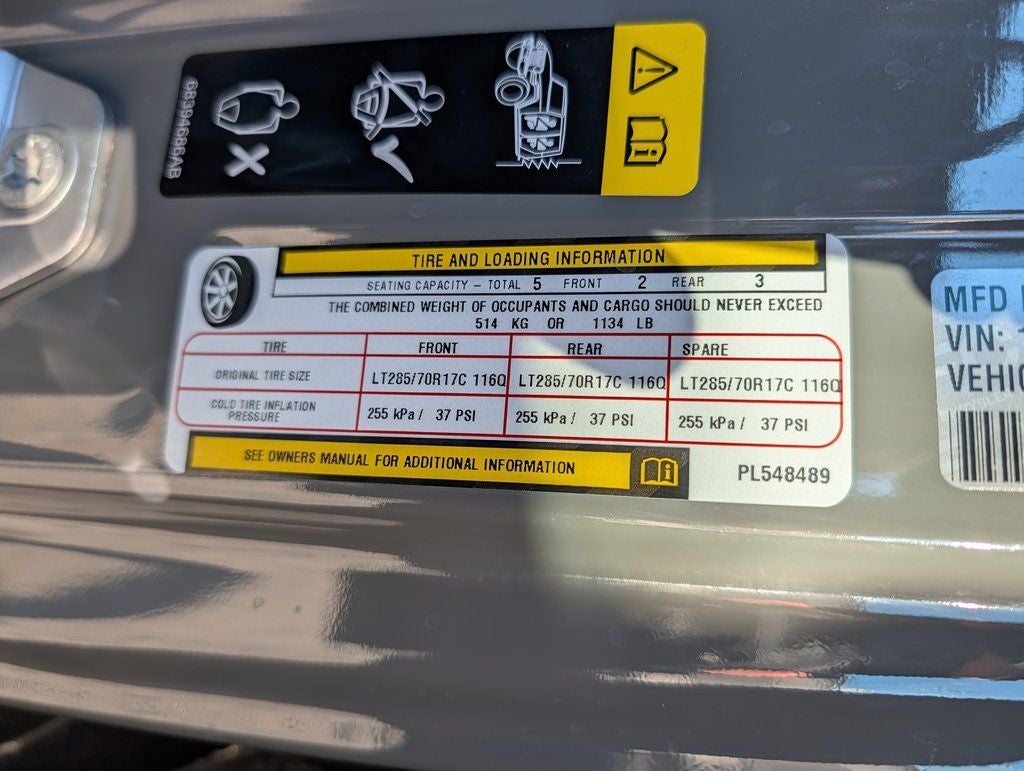 68394686AB
TIRE AND LOADING INFORMATION
SEATING CAPACITY – TOTAL 5 FRONT 2 REAR 3
THE COMBINED WEIGHT OF OCCUPANTS AND CARGO SHOULD NEVER EXCEED
514 KG OR 1134 LB
TIRE FRONT REAR SPARE
ORIGINAL TIRE SIZE LT285/70R17C 116Q LT285/70R17C 116Q LT285/70R17C 116Q
COLD TIRE INFLATION
PRESSURE 255 kPa / 37 PSI 255 kPa / 37 PSI 255 kPa / 37 PSI
SEE OWNERS MANUAL FOR ADDITIONAL INFORMATION
PL548489
MFD
VIN:
VEHIC